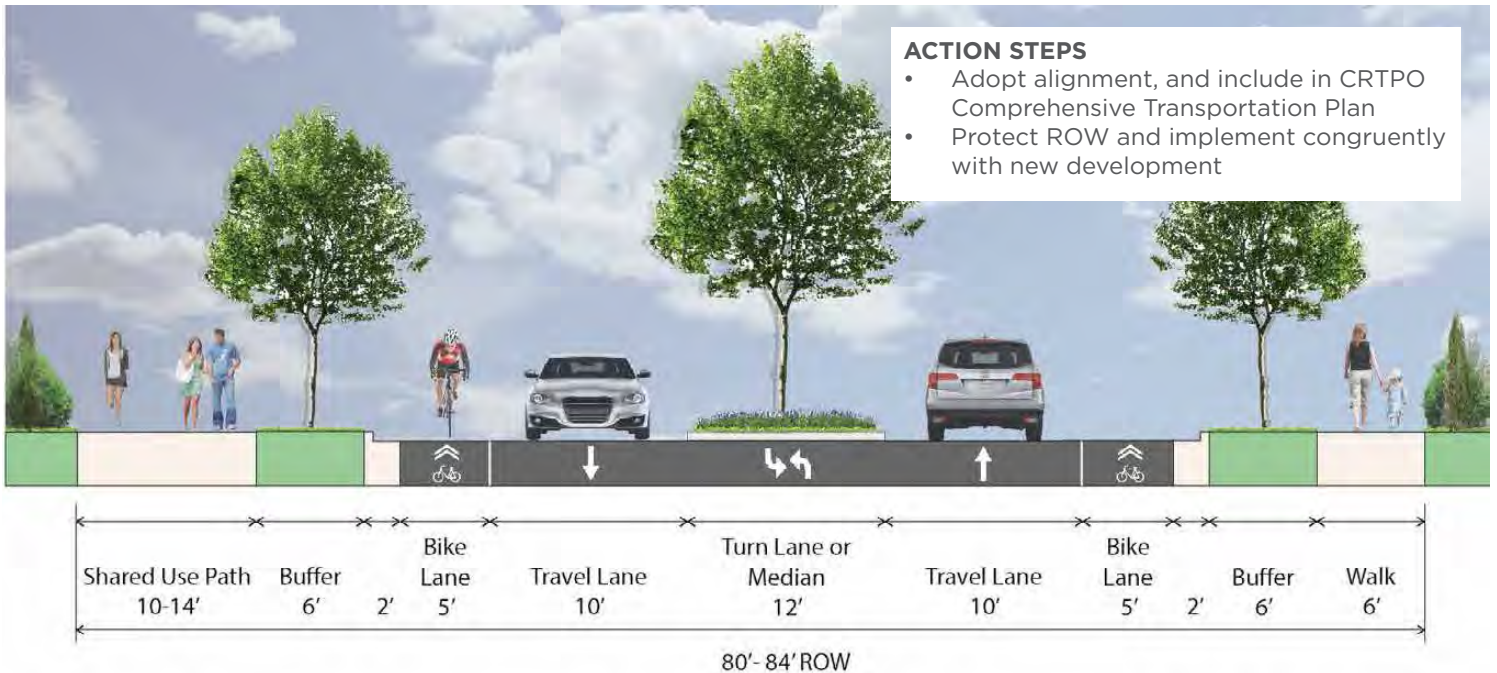 ACTION STEPS
• Adopt alignment, and include in CRTPO
Comprehensive Transportation Plan
• Protect ROW and implement congruently
with new development
Shared Use Path
10-14'
Buffer
6'
2'
Bike
Lane
5'
Travel Lane
10'
Turn Lane or
Median
12'
Travel Lane
10'
Bike
Lane
5'
2'
Buffer
6'
Walk
6'
80'- 84' ROW